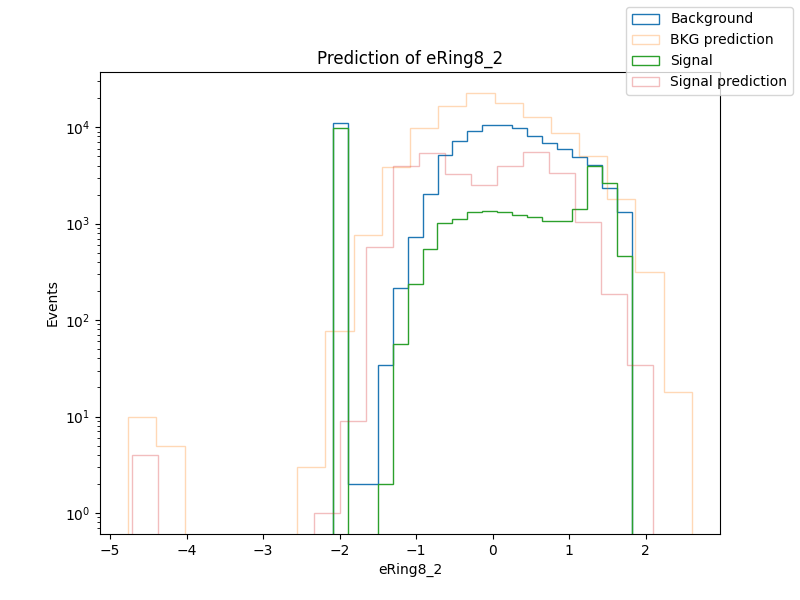 Prediction of eRing8_2
Background
BKG prediction
Signal
Signal prediction
Events
10⁴
10³
10²
10¹
10⁰
−5 −4 −3 −2 −1 0 1 2
eRing8_2